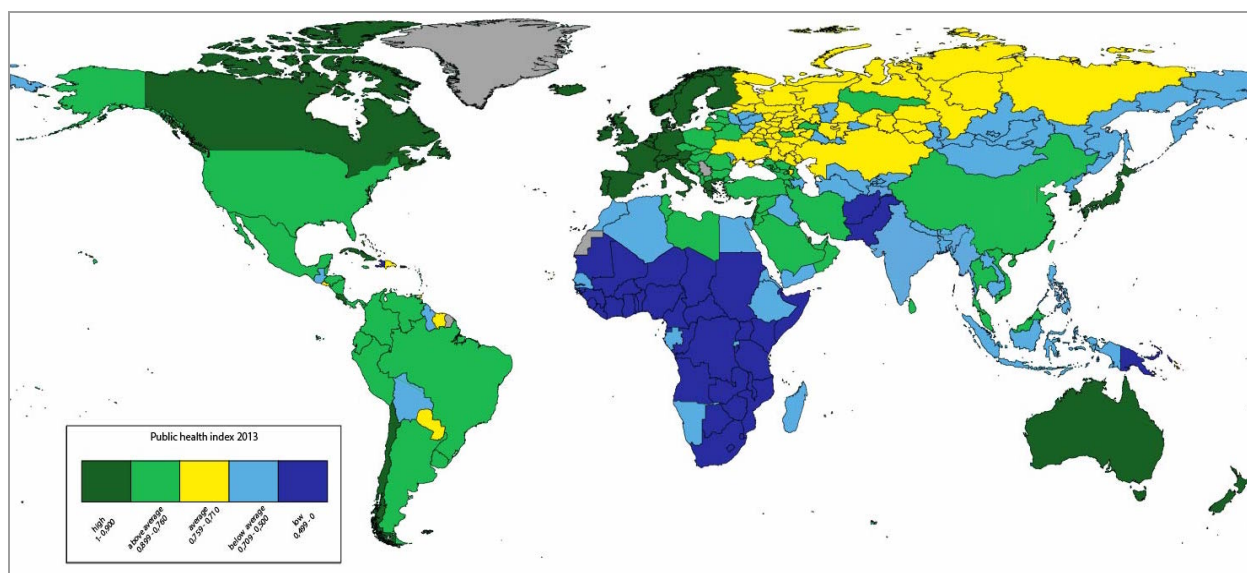 Public health index 2013
high
1- 0,900
above average
0,899 - 0,760
average
0,759 - 0,710
below average
0,709 - 0,500
low
0,499 - 0